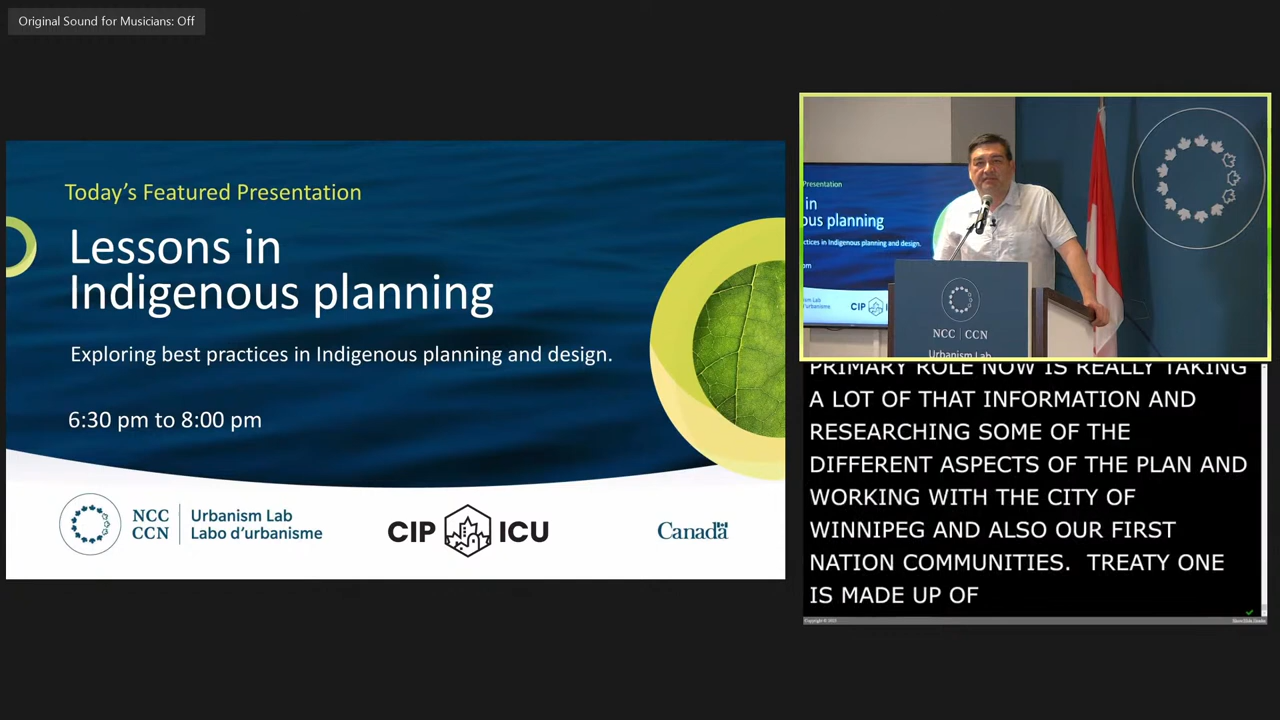 Original Sound for Musicians: Off
Today's Featured Presentation
Lessons in
Indigenous planning
Exploring best practices in Indigenous planning and design.
6:30 pm to 8:00 pm
NCC
CCN
Urbanism Lab
Labo d'urbanisme
CIP ICU
Canada
Presentation
in
ous planning
ctices in Indigenous planning and design.
pm
Lab
d'urbanisme
CIP
NCC | CCN
Urbanism Lab
PRIMARY ROLE NOW IS REALLY TAKING
A LOT OF THAT INFORMATION AND
RESEARCHING SOME OF THE
DIFFERENT ASPECTS OF THE PLAN AND
WORKING WITH THE CITY OF
WINNIPEG AND ALSO OUR FIRST
NATION COMMUNITIES.  TREATY ONE
IS MADE UP OF